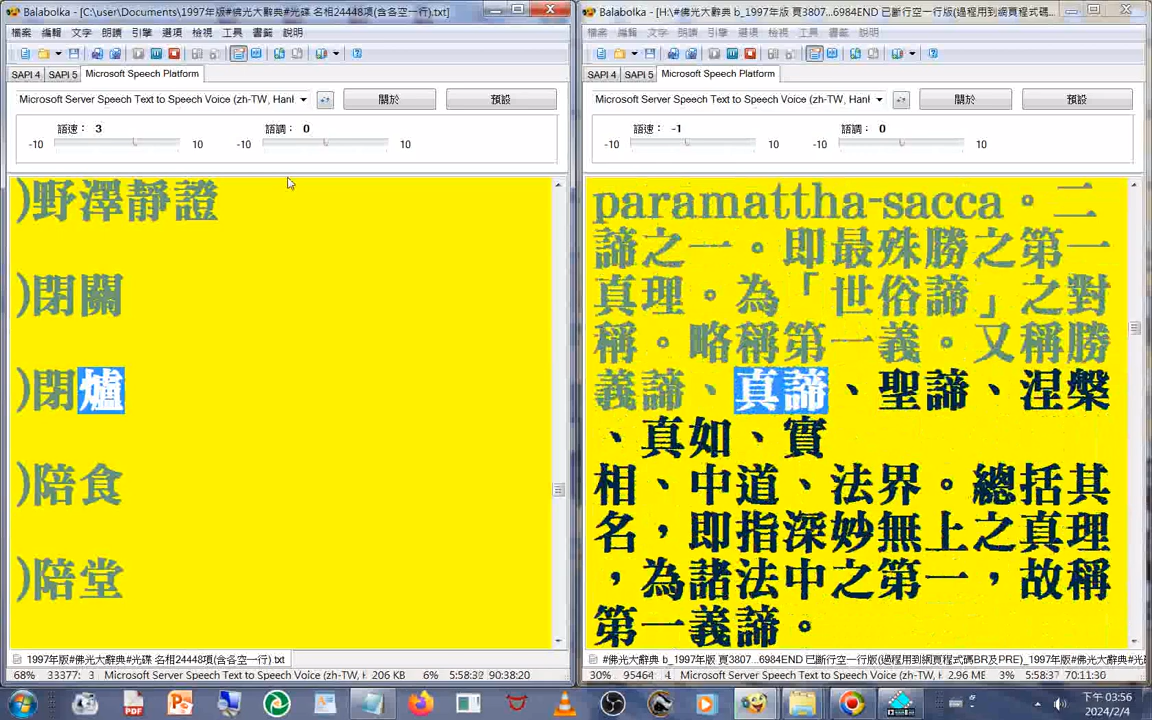 Balabolka - [C:\user\Documents\1997年版#佛光大辭典#光碟 名相24448項(含各空一行).txt]
檔案 編輯 文字 朗讀 引擎 選項 檢視 工具 書籤 說明
SAPI 4 SAPI 5 Microsoft Speech Platform
Microsoft Server Speech Text to Speech Voice (zh-TW, Hanl
關於
預設
語速： 3 語調： 0
-10 10 -10 10
)野澤靜證
)閉關
)閉爐
)陪食
)陪堂
1997年版#佛光大辭典#光碟 名相24448項(含各空一行).txt
68% 33377: 3 Microsoft Server Speech Text to Speech Voice (zh-TW, H 206 KB 6% 5:58:32 90:38:20
Balabolka - [H:\#佛光大辭典 b_1997年版 頁3807...6984END 已斷行空一行版(過程用到網頁程式碼...
檔案 編輯 文字 朗讀 引擎 選項 檢視 工具 書籤 說明
SAPI 4 SAPI 5 Microsoft Speech Platform
Microsoft Server Speech Text to Speech Voice (zh-TW, Hanl
關於
預設
語速： -1 語調： 0
-10 10 -10 10
paramattha-sacca。二
諦之一。即最殊勝之第一
真理。為「世俗諦」之對
稱。略稱第一義。又稱勝
義諦、真諦、聖諦、涅槃
、真如、實
相、中道、法界。總括其
名，即指深妙無上之真理
，為諸法中之第一，故稱
第一義諦。
#佛光大辭典 b_1997年版 頁3807...6984END 已斷行空一行版(過程用到網頁程式碼BR及PRE)_1997年版#佛光大辭典#光
30% 95464 Microsoft Server Speech Text to Speech Voice (zh-TW, H 2.96 MB 3% 5:58:37 70:11:30
下午 03:56
2024/2/4